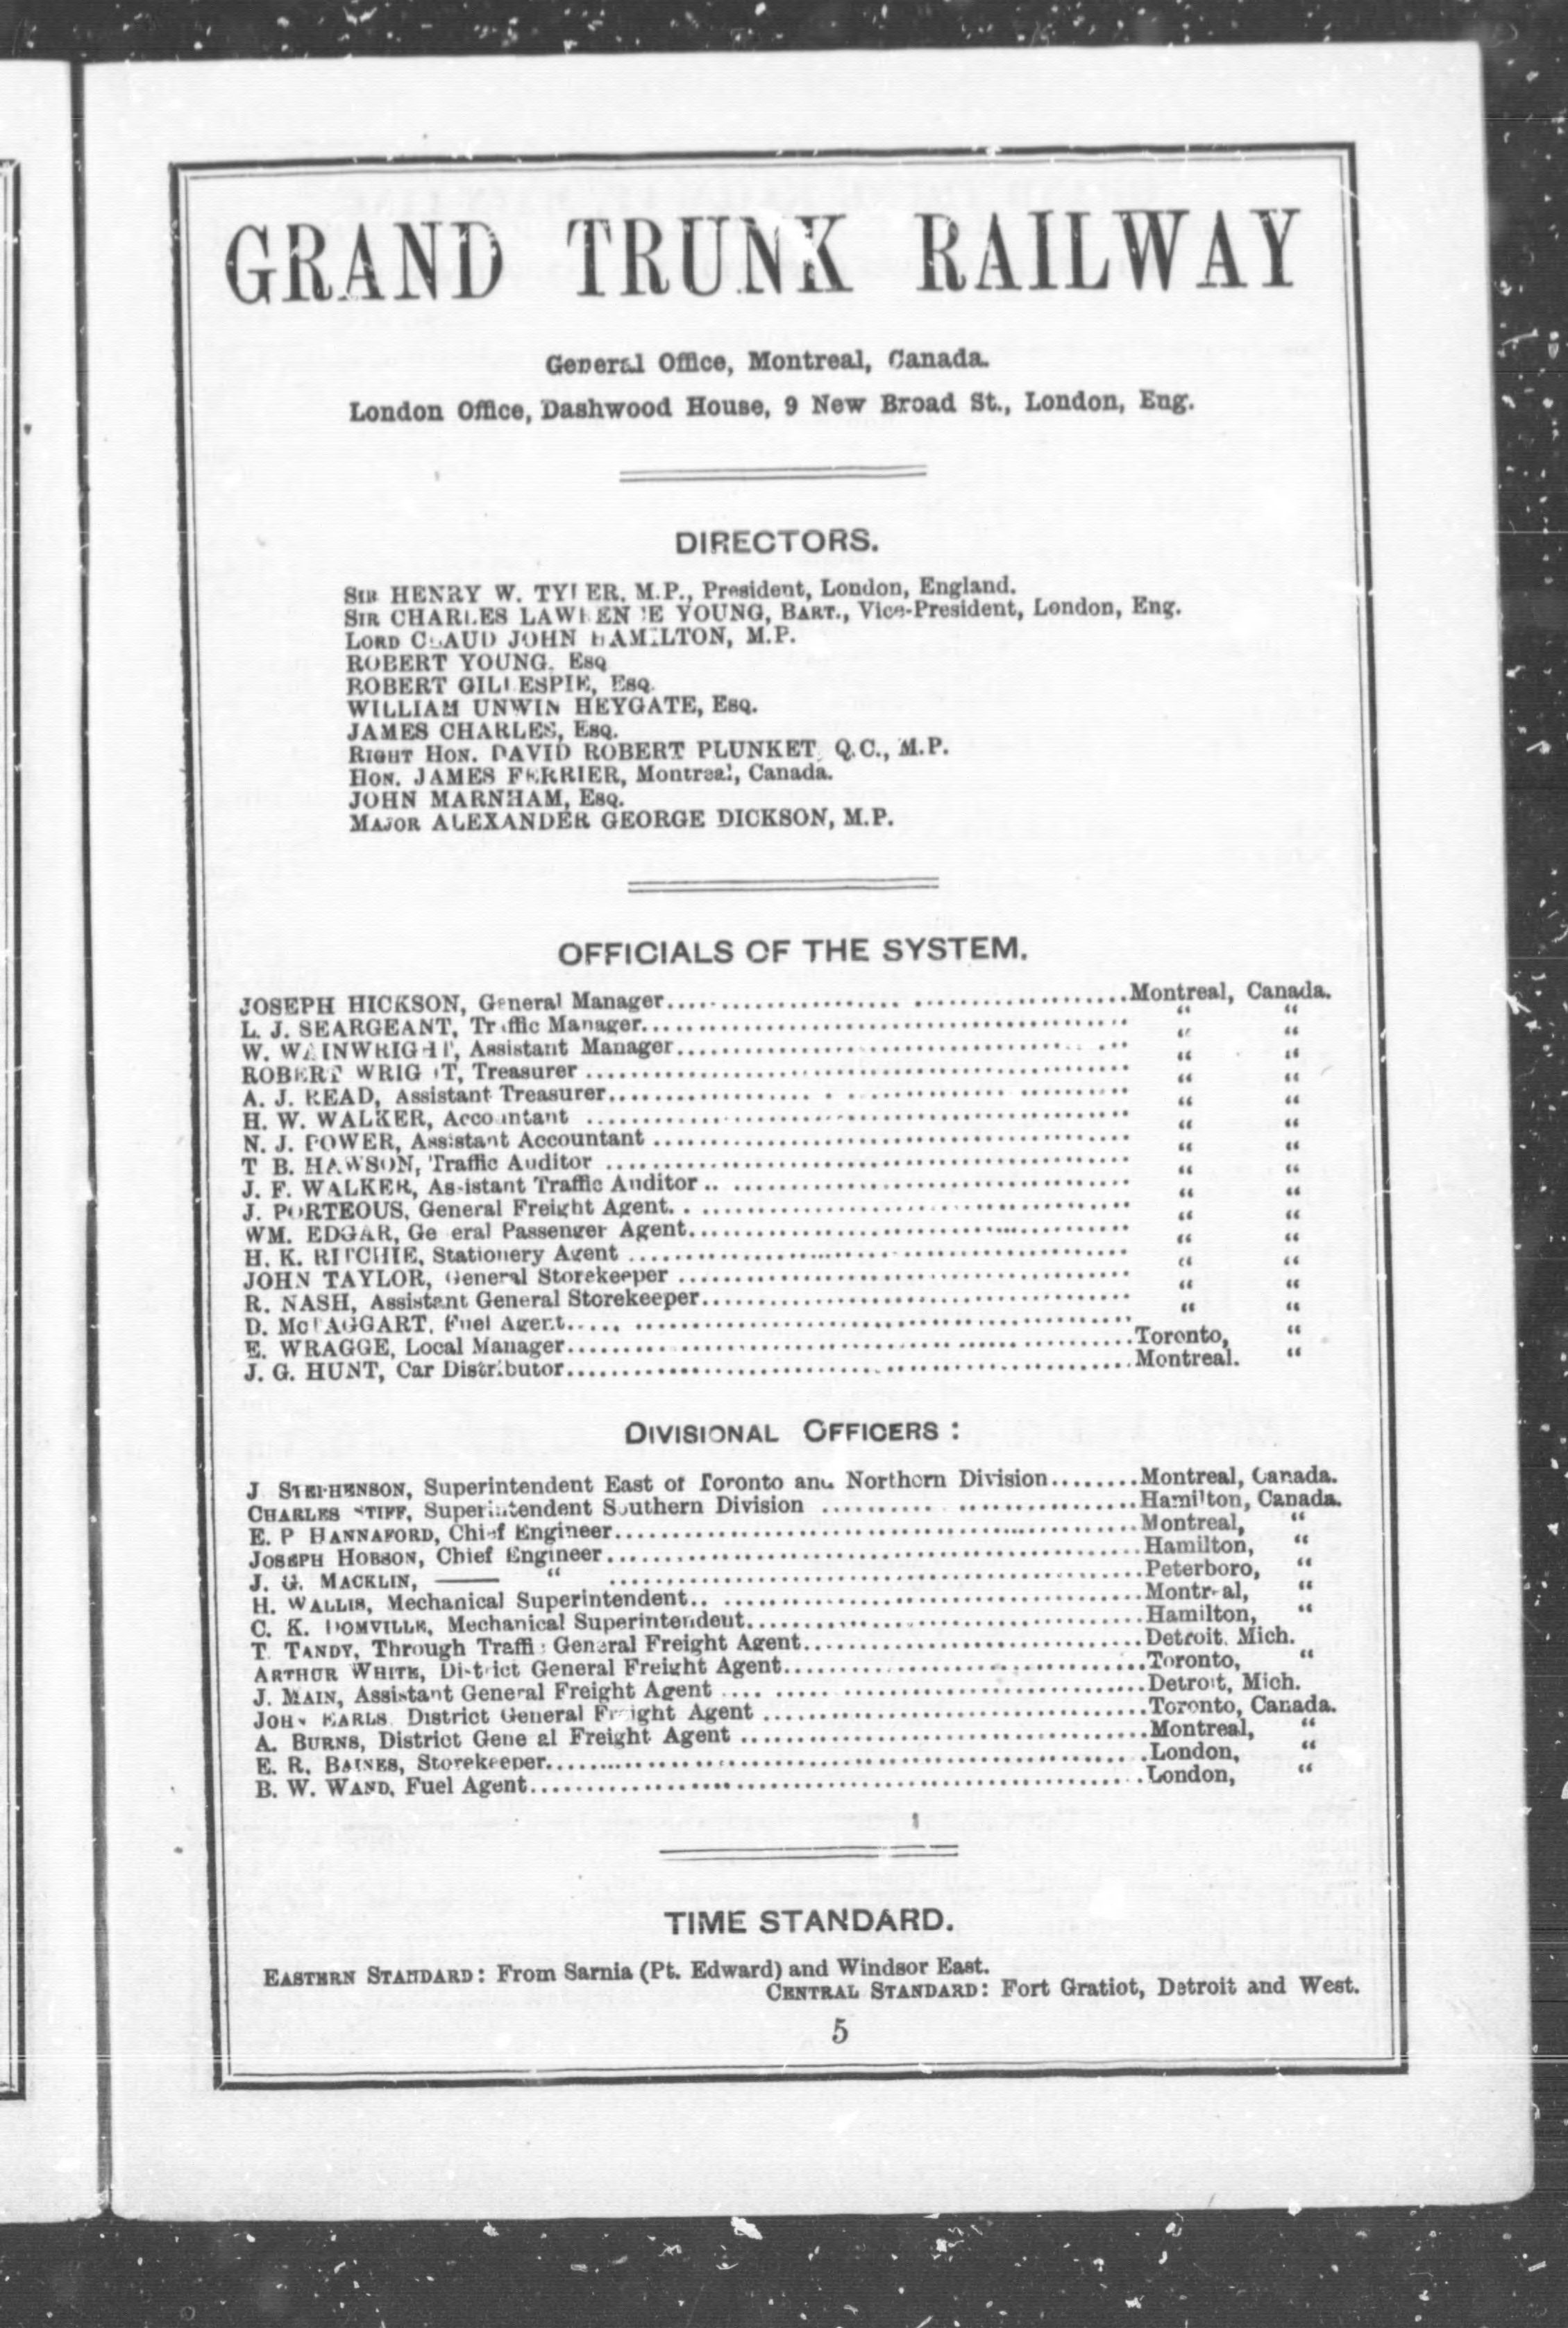 GRAND TRUNK RAILWAY
General Office, Montreal, Canada.
London Office, Dashwood House, 9 New Broad St., London, Eng.
DIRECTORS.
SIR HENRY W. TYLER, M.P., President, London, England.
SIR CHARLES LAWRENCE YOUNG, BART., Vice-President, London, Eng.
LORD CLAUD JOHN HAMILTON, M.P.
ROBERT YOUNG, ESQ
ROBERT GILLESPIE, ESQ.
WILLIAM UNWIN HEYGATE, ESQ.
JAMES CHARLES, ESQ.
RIGHT HON. DAVID ROBERT PLUNKET, Q.C., M.P.
HON. JAMES FERRIER, Montreal, Canada.
JOHN MARNHAM, ESQ.
MAJOR ALEXANDER GEORGE DICKSON, M.P.
OFFICIALS OF THE SYSTEM.
JOSEPH HICKSON, General Manager........Montreal, Canada.
L. J. SEARGEANT, Traffic Manager........ " "
W. WAINWRIGHT, Assistant Manager........ " "
ROBERT WRIGHT, Treasurer ........ " "
A. J. READ, Assistant Treasurer........ " "
H. W. WALKER, Accountant ........ " "
N. J. POWER, Assistant Accountant ........ " "
T B. HAWSON, Traffic Auditor ........ " "
J. F. WALKER, Assistant Traffic Auditor ........ " "
J. PORTEOUS, General Freight Agent........ " "
WM. EDGAR, General Passenger Agent........ " "
H. K. RITCHIE, Stationery Agent ........ " "
JOHN TAYLOR, General Storekeeper ........ " "
R. NASH, Assistant General Storekeeper........ " "
D. McTAGGART, Fuel Agent........ " "
E. WRAGGE, Local Manager........Toronto, "
J. G. HUNT, Car Distributor........Montreal. "
DIVISIONAL OFFICERS :
J. STEPHENSON, Superintendent East of Toronto and Northern Division........Montreal, Canada.
CHARLES STIFF, Superintendent Southern Division ........Hamilton, Canada.
E. P HANNAFORD, Chief Engineer........Montreal, "
JOSEPH HOBSON, Chief Engineer........Hamilton, "
J. G. MACKLIN, —— " ........Peterboro, "
H. WALLIS, Mechanical Superintendent........Montreal, "
C. K. DOMVILLE, Mechanical Superintendent........Hamilton, "
T. TANDY, Through Traffic General Freight Agent........Detroit, Mich.
ARTHUR WHITE, District General Freight Agent........Toronto, "
J. MAIN, Assistant General Freight Agent ........Detroit, Mich.
JOHN EARLS, District General Freight Agent ........Toronto, Canada.
A. BURNS, District General Freight Agent ........Montreal, "
E. R. BAINES, Storekeeper........London, "
B. W. WAND, Fuel Agent........London, "
TIME STANDARD.
EASTERN STANDARD: From Sarnia (Pt. Edward) and Windsor East.
CENTRAL STANDARD: Fort Gratiot, Detroit and West.
5